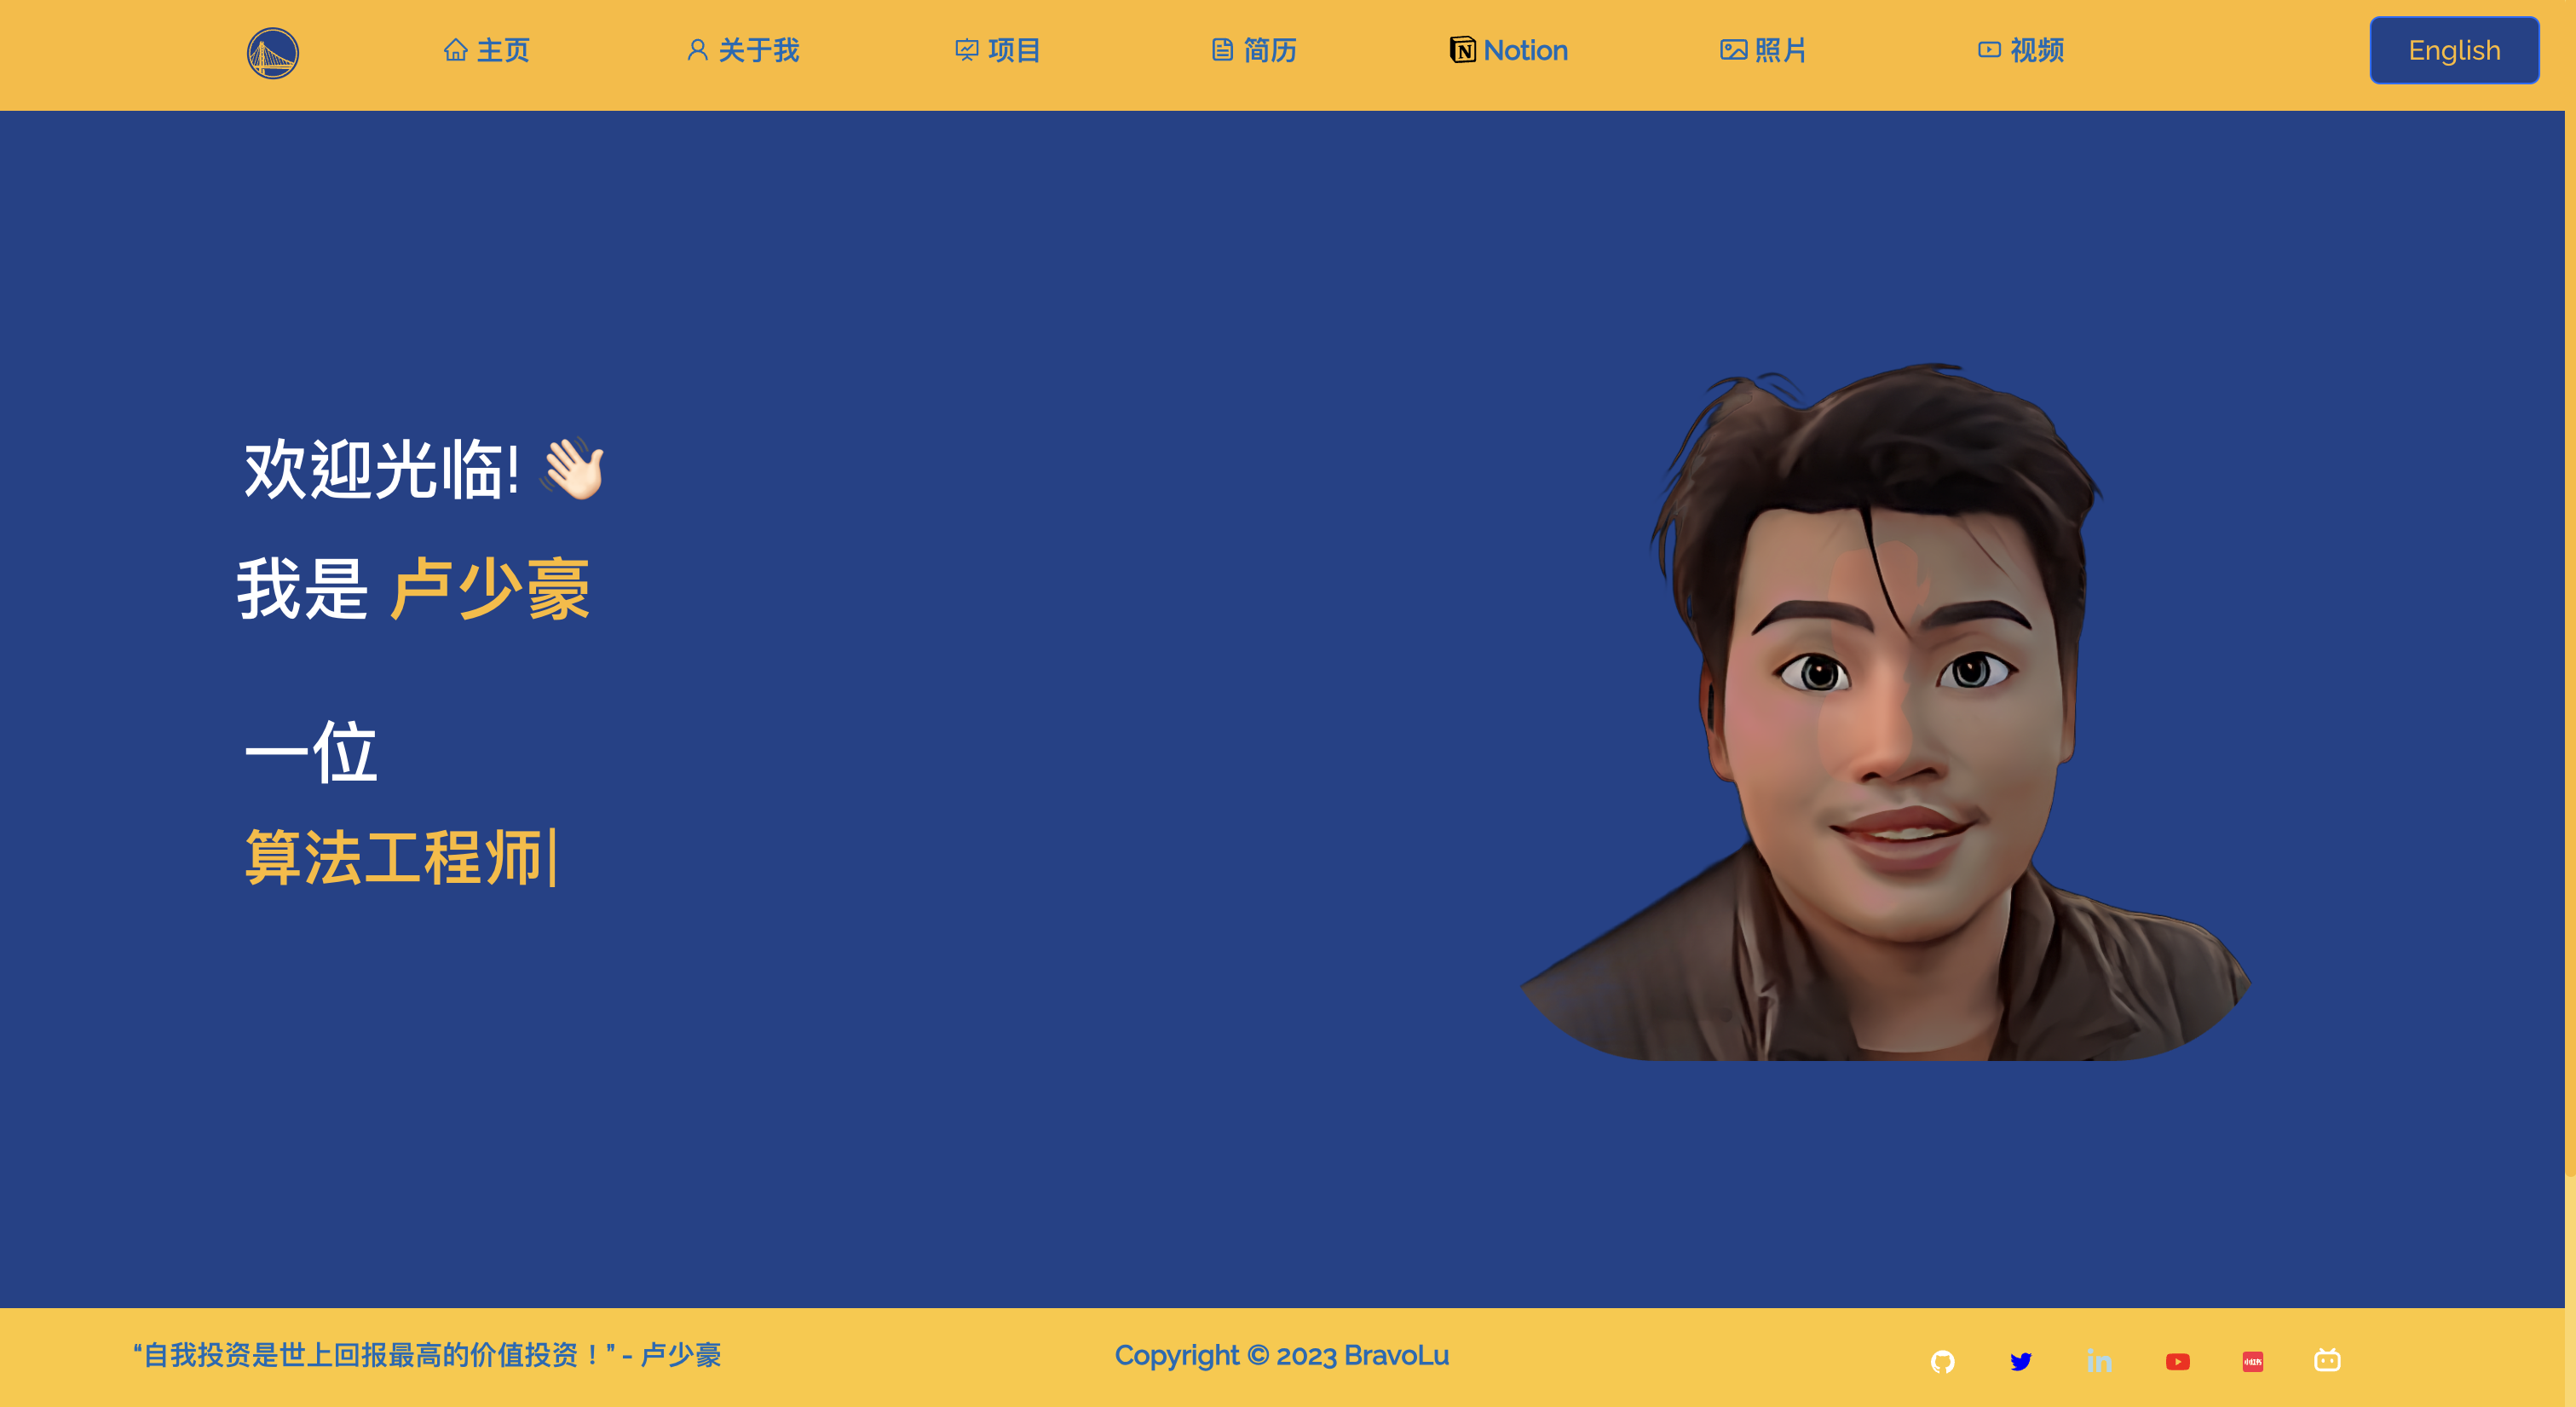 主页
关于我
项目
简历
Notion
照片
视频
English
欢迎光临! 👋🏻
我是 卢少豪
一位
算法工程师|
“自我投资是世上回报最高的价值投资！” - 卢少豪
Copyright © 2023 BravoLu